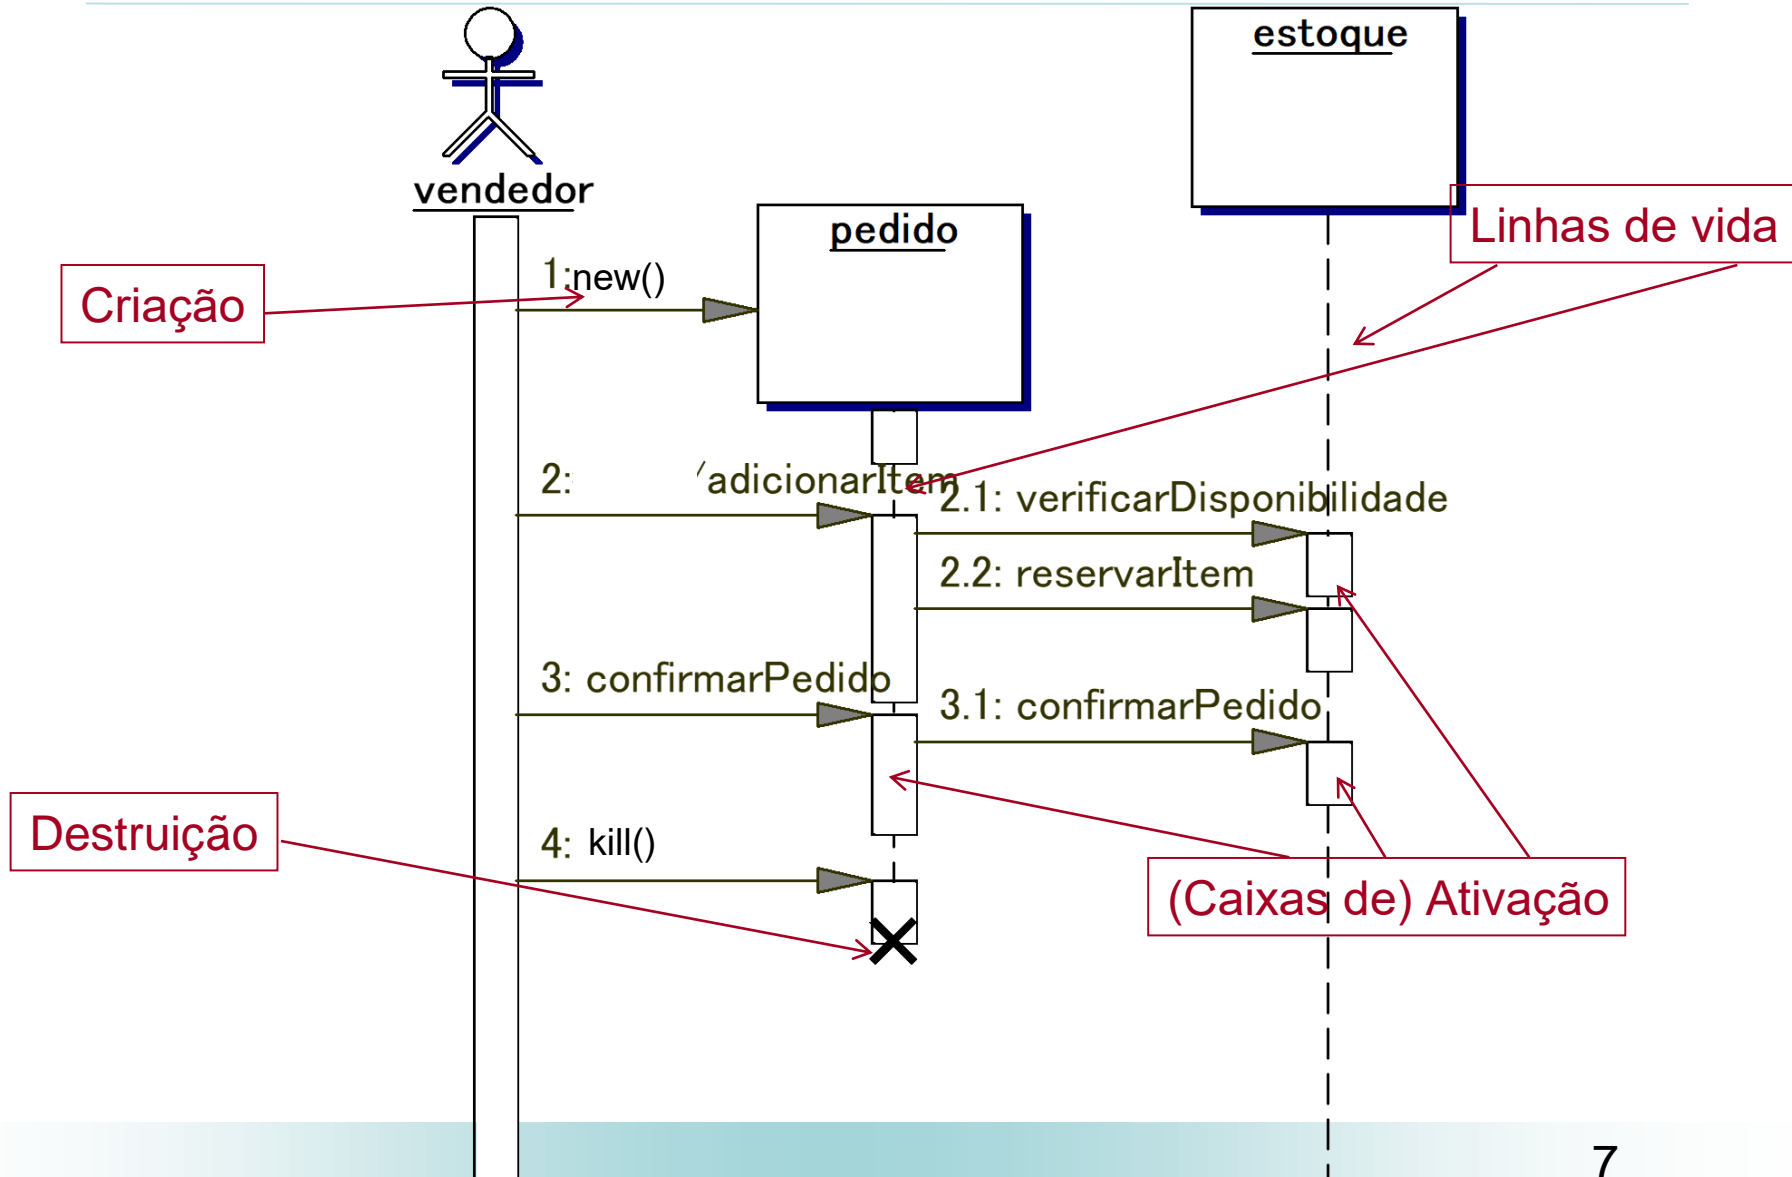 estoque
vendedor
pedido
Linhas de vida
1:new()
Criação
2: adicionarItem
2.1: verificarDisponibilidade
2.2: reservarItem
3: confirmarPedido
3.1: confirmarPedido
Destruição
4: kill()
(Caixas de) Ativação
7